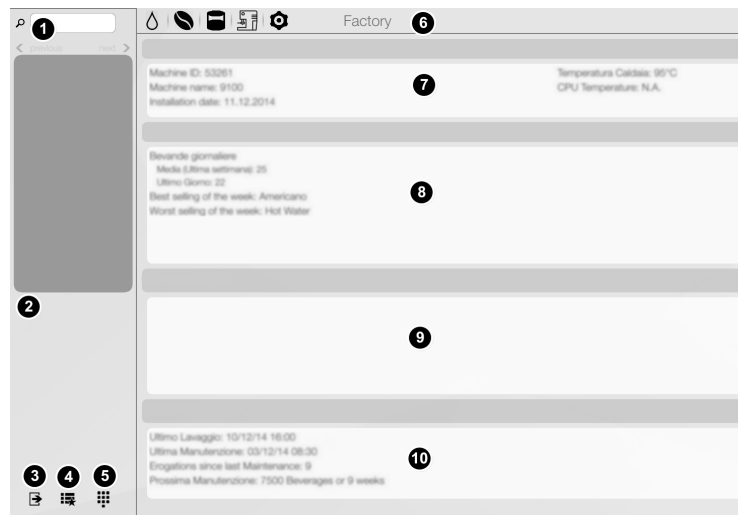 1
previous next
Factory 6
Machine ID: 53261
Machine name: 9100
Installation date: 11.12.2014
Temperatura Caldaia: 95°C
CPU Temperature: N.A.
7
Bevande giornaliere
Media (Ultima settimana): 25
Ultimo Giorno: 22
Best selling of the week: Americano
Worst selling of the week: Hot Water
8
2
9
Ultimo Lavaggio: 10/12/14 16:00
Ultima Manutenzione: 03/12/14 08:30
Erogations since last Maintenance: 9
Prossima Manutenzione: 7500 Beverages or 9 weeks
10
3 4 5